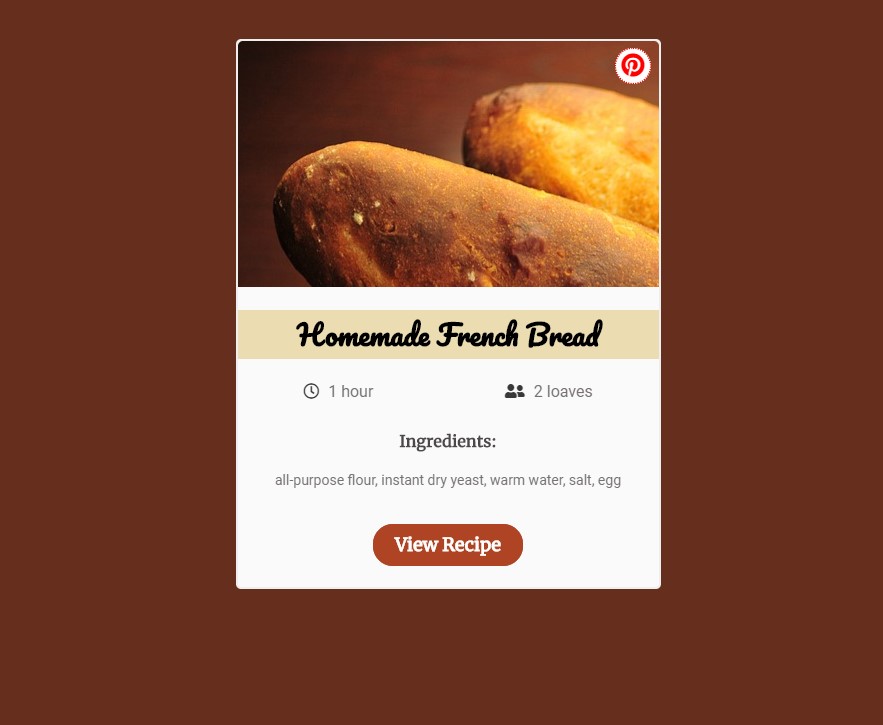 Homemade French Bread
1 hour
2 loaves
Ingredients:
all-purpose flour, instant dry yeast, warm water, salt, egg
View Recipe